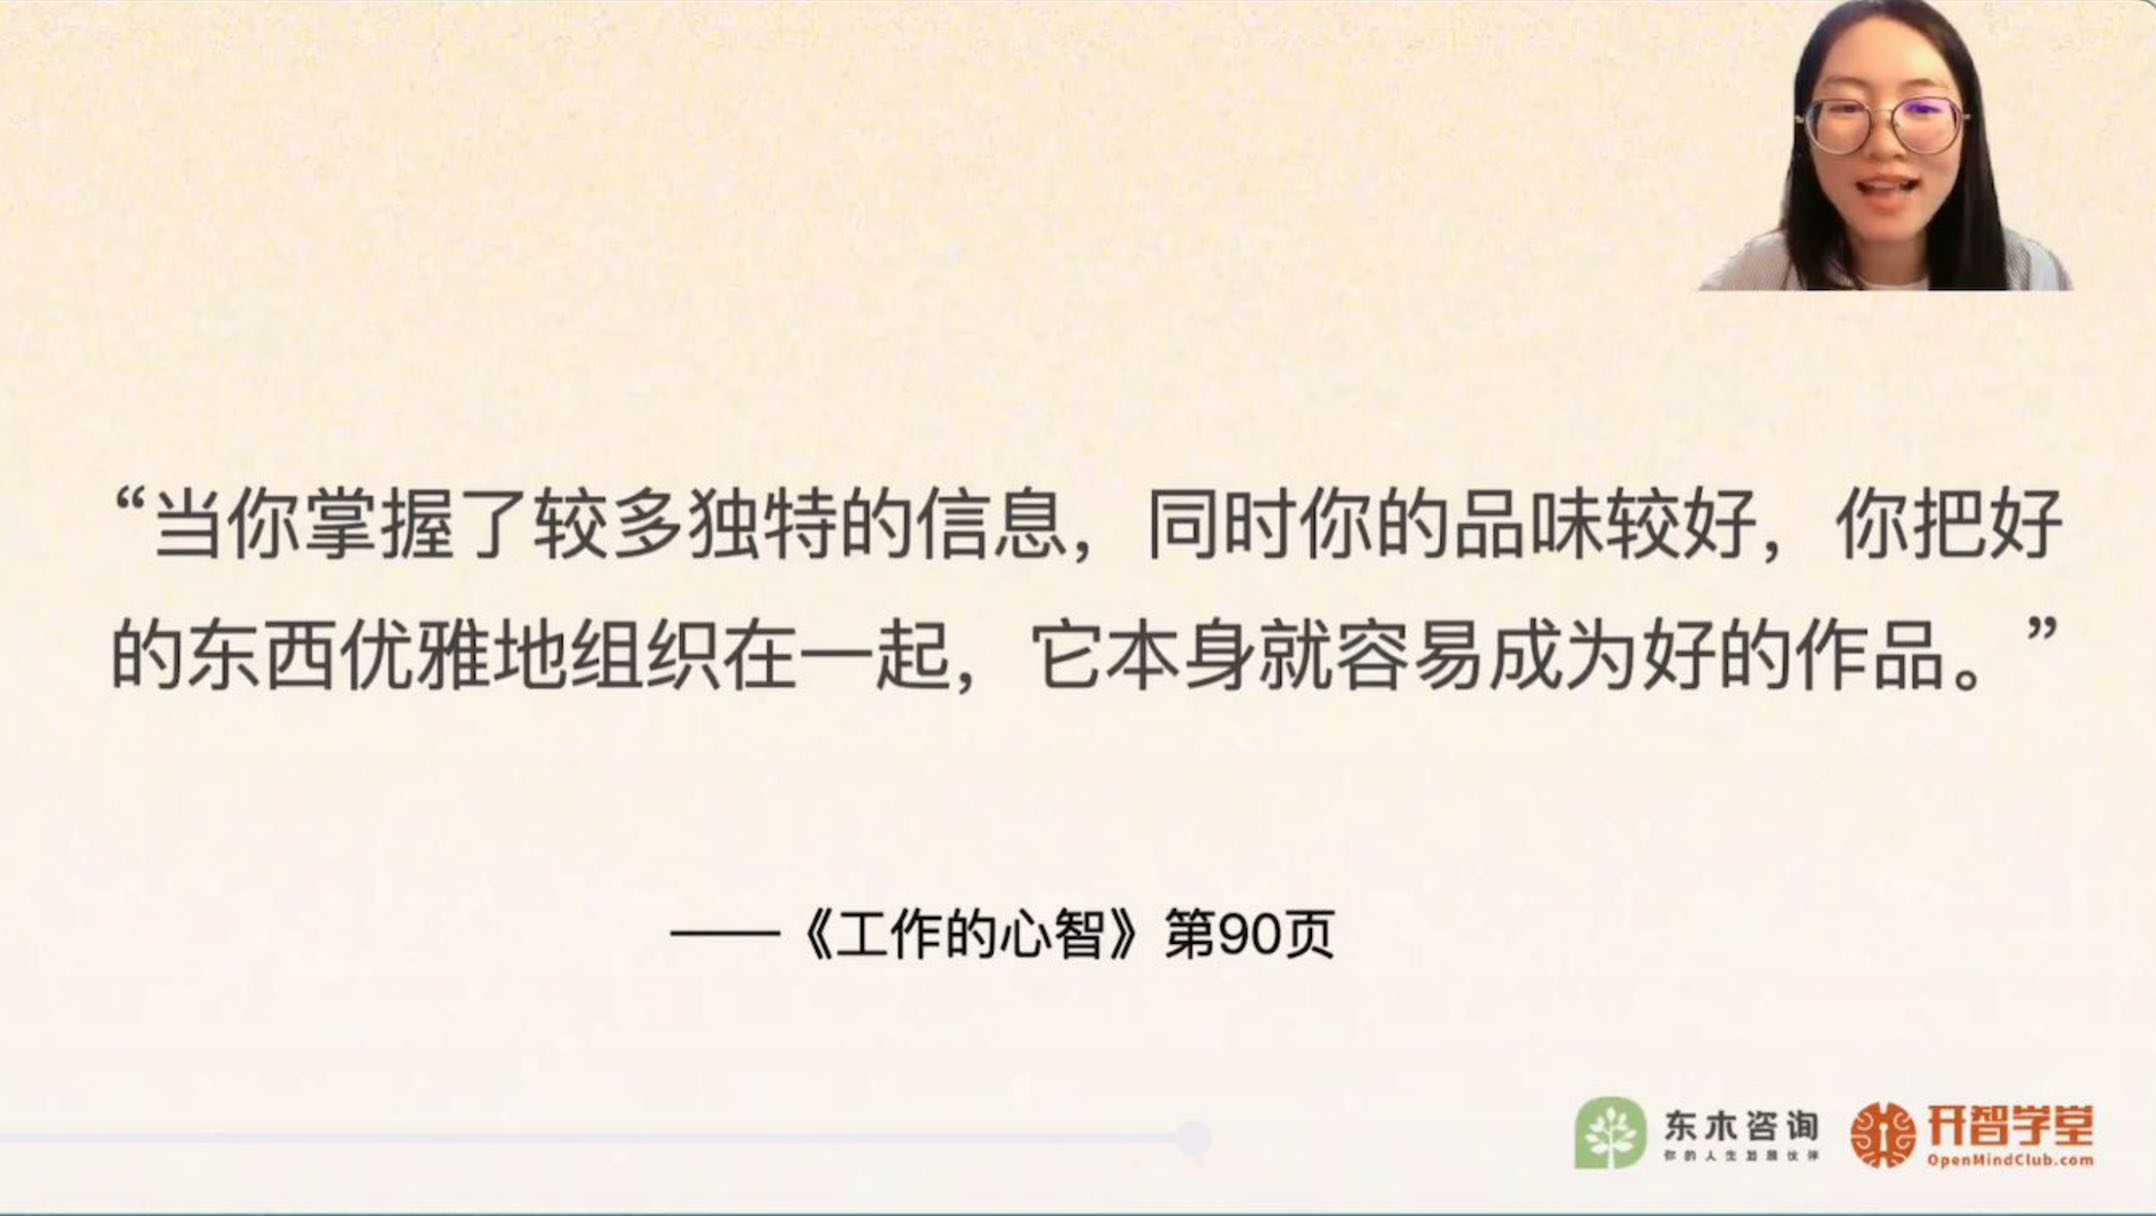 “当你掌握了较多独特的信息，同时你的品味较好，你把好
的东西优雅地组织在一起，它本身就容易成为好的作品。”
——《工作的心智》第90页
东木咨询
你的人生发展伙伴
开智学堂
OpenMindClub.com